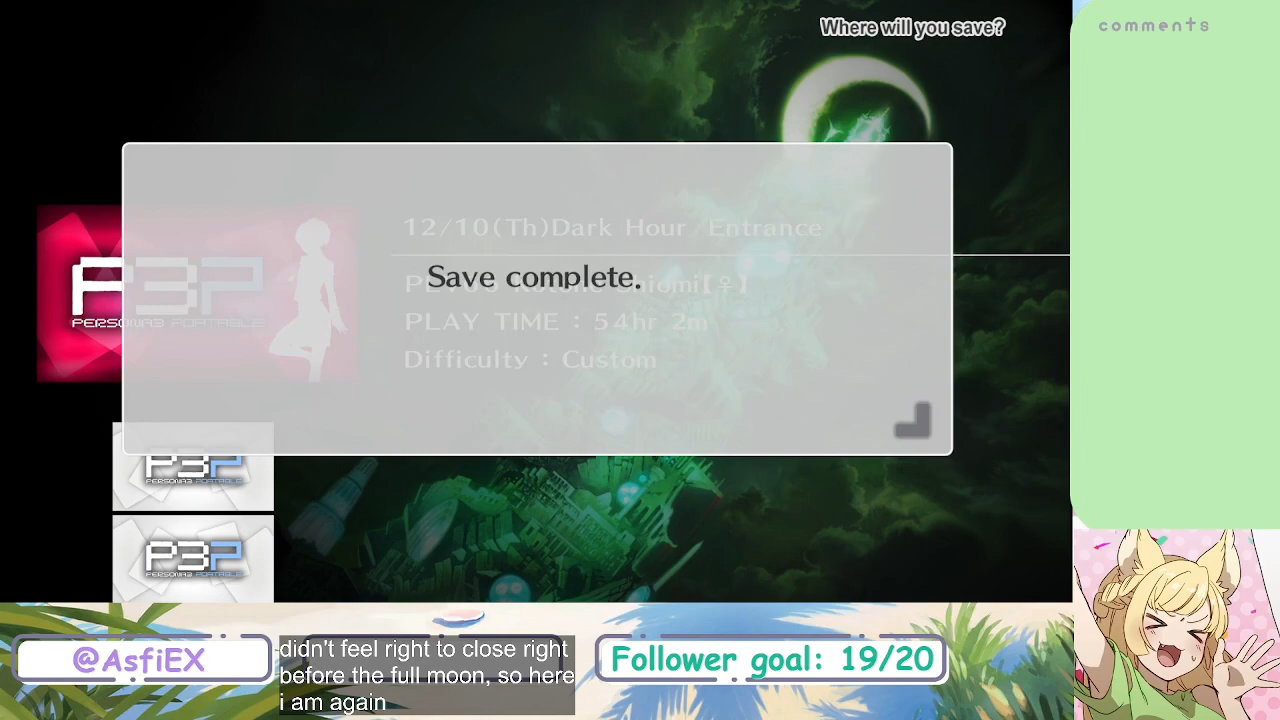 Where will you save?
comments
12/10(Th)Dark Hour Entrance
Save complete.
Shiomi【♀】
P3P
PERSONA3 PORTABLE
PLAY TIME : 54hr 2m
Difficulty : Custom
P3P
PERSONA3 PORTABLE
P3P
PERSONA3 PORTABLE
@AsfiEX
didn't feel right to close right
before the full moon, so here
i am again
Follower goal: 19/20